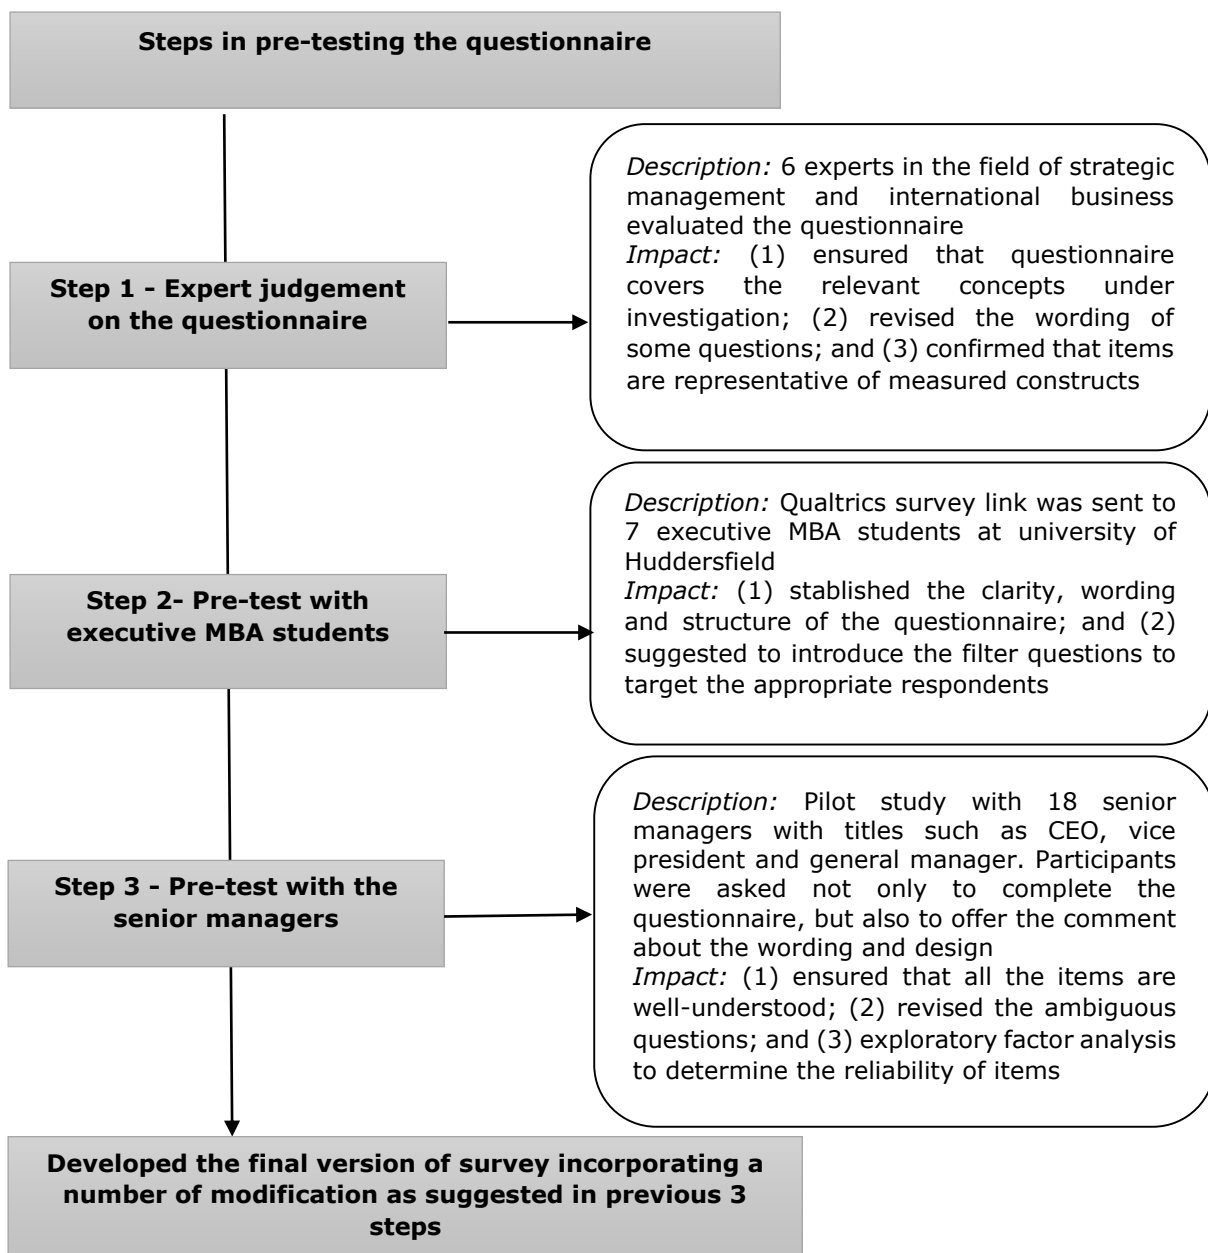 Steps in pre-testing the questionnaire
Step 1 - Expert judgement
on the questionnaire
Description: 6 experts in the field of strategic
management and international business
evaluated the questionnaire
Impact: (1) ensured that questionnaire
covers the relevant concepts under
investigation; (2) revised the wording of
some questions; and (3) confirmed that items
are representative of measured constructs
Step 2- Pre-test with
executive MBA students
Description: Qualtrics survey link was sent to
7 executive MBA students at university of
Huddersfield
Impact: (1) stablished the clarity, wording
and structure of the questionnaire; and (2)
suggested to introduce the filter questions to
target the appropriate respondents
Step 3 - Pre-test with the
senior managers
Description: Pilot study with 18 senior
managers with titles such as CEO, vice
president and general manager. Participants
were asked not only to complete the
questionnaire, but also to offer the comment
about the wording and design
Impact: (1) ensured that all the items are
well-understood; (2) revised the ambiguous
questions; and (3) exploratory factor analysis
to determine the reliability of items
Developed the final version of survey incorporating a
number of modification as suggested in previous 3
steps